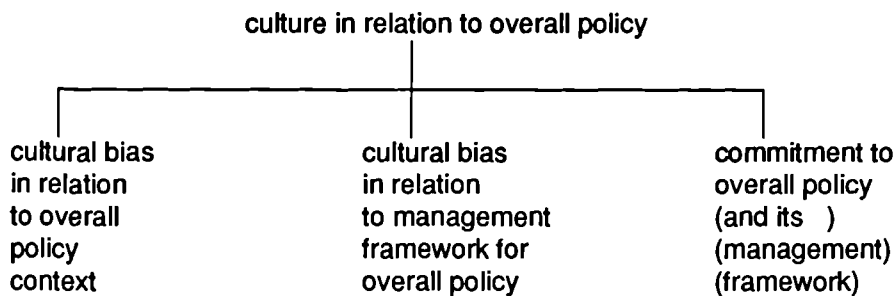 culture in relation to overall policy
cultural bias
in relation
to overall
policy
context
cultural bias
in relation
to management
framework for
overall policy
commitment to
overall policy
(and its )
(management)
(framework)